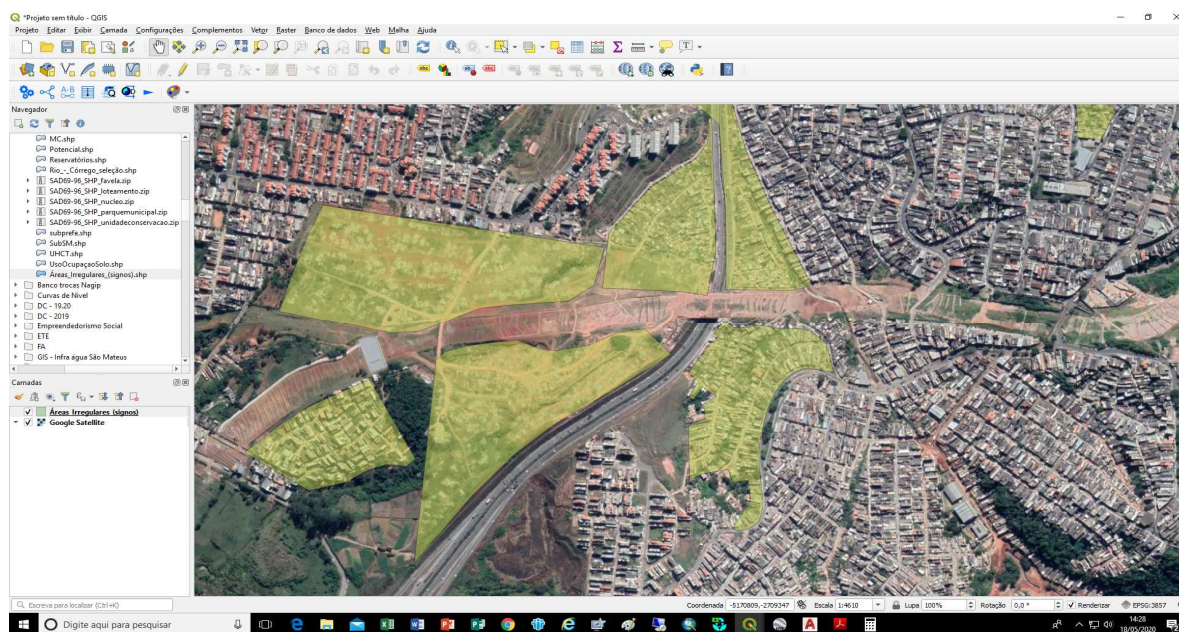 *Projeto sem título - QGIS
Projeto Editar Exibir Camada Configurações Complementos Vetor Raster Banco de dados Web Malha Ajuda
Navegador
MC.shp
Potencial.shp
Reservatórios.shp
Rio_-_Córrego_seleção.shp
SAD69-96_SHP_favela.zip
SAD69-96_SHP_loteamento.zip
SAD69-96_SHP_nucleo.zip
SAD69-96_SHP_parquemunicipal.zip
SAD69-96_SHP_unidadeconservacao.zip
subprefe.shp
SubSM.shp
UHCT.shp
UsoOcupaçaoSolo.shp
Áreas_Irregulares_(signos).shp
Banco trocas Nagip
Curvas de Nivel
DC - 19.20
DC - 2019
Empreendedorismo Social
ETE
FA
GIS - Infra água São Mateus
Camadas
Áreas_Irregulares_(signos)
Google Satellite
Escreva para localizar (Ctrl+K)
Coordenada -5170809,-2709347 Escala 1:4610 Lupa 100% Rotação 0,0 ° Renderizar EPSG:3857
Digite aqui para pesquisar
14:28
18/05/2020